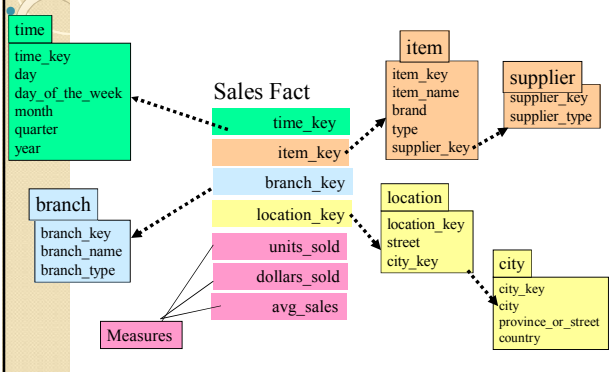 time
time_key
day
day_of_the_week
month
quarter
year
Sales Fact
time_key
item_key
branch_key
location_key
units_sold
dollars_sold
avg_sales
Measures
branch
branch_key
branch_name
branch_type
item
item_key
item_name
brand
type
supplier_key
supplier
supplier_key
supplier_type
location
location_key
street
city_key
city
city_key
city
province_or_street
country